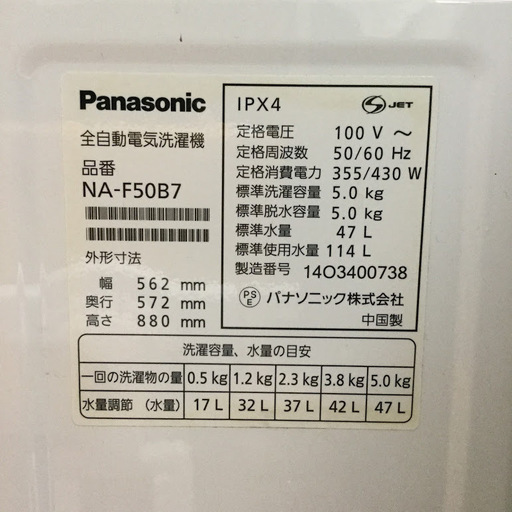 Panasonic
全自動電気洗濯機
品番
NA-F50B7
外形寸法
幅 562 mm
奥行 572 mm
高さ 880 mm
IPX4 S JET
定格電圧 100 V ～
定格周波数 50/60 Hz
定格消費電力 355/430 W
標準洗濯容量 5.0 kg
標準脱水容量 5.0 kg
標準水量 47 L
標準使用水量 114 L
製造番号 14O3400738
PSE パナソニック株式会社
中国製
洗濯容量、水量の目安
一回の洗濯物の量 0.5 kg 1.2 kg 2.3 kg 3.8 kg 5.0 kg
水量調節（水量） 17 L 32 L 37 L 42 L 47 L